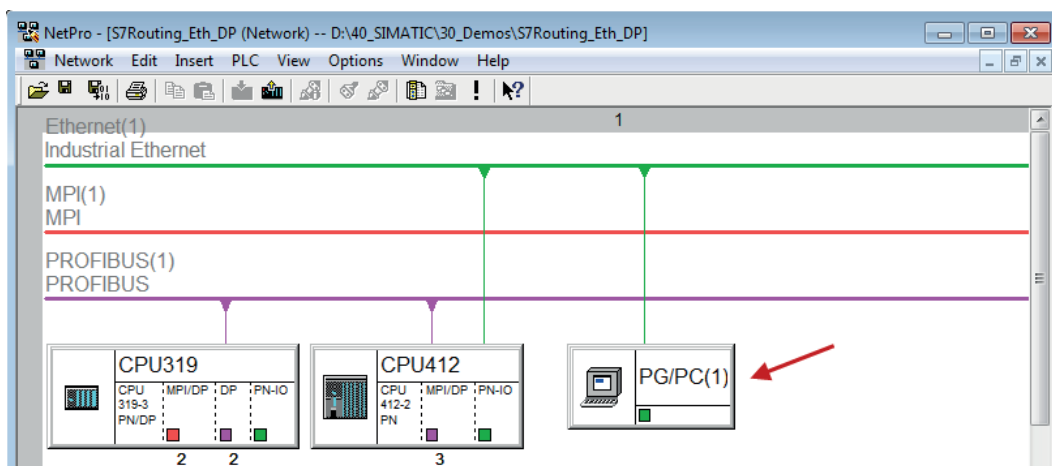 NetPro - [S7Routing_Eth_DP (Network) -- D:\40_SIMATIC\30_Demos\S7Routing_Eth_DP]
Network Edit Insert PLC View Options Window Help
Ethernet(1)
1
Industrial Ethernet
MPI(1)
MPI
PROFIBUS(1)
PROFIBUS
CPU319
CPU MPI/DP DP PN-IO
319-3
PN/DP
2 2
CPU412
CPU MPI/DP PN-IO
412-2
PN
3
PG/PC(1)